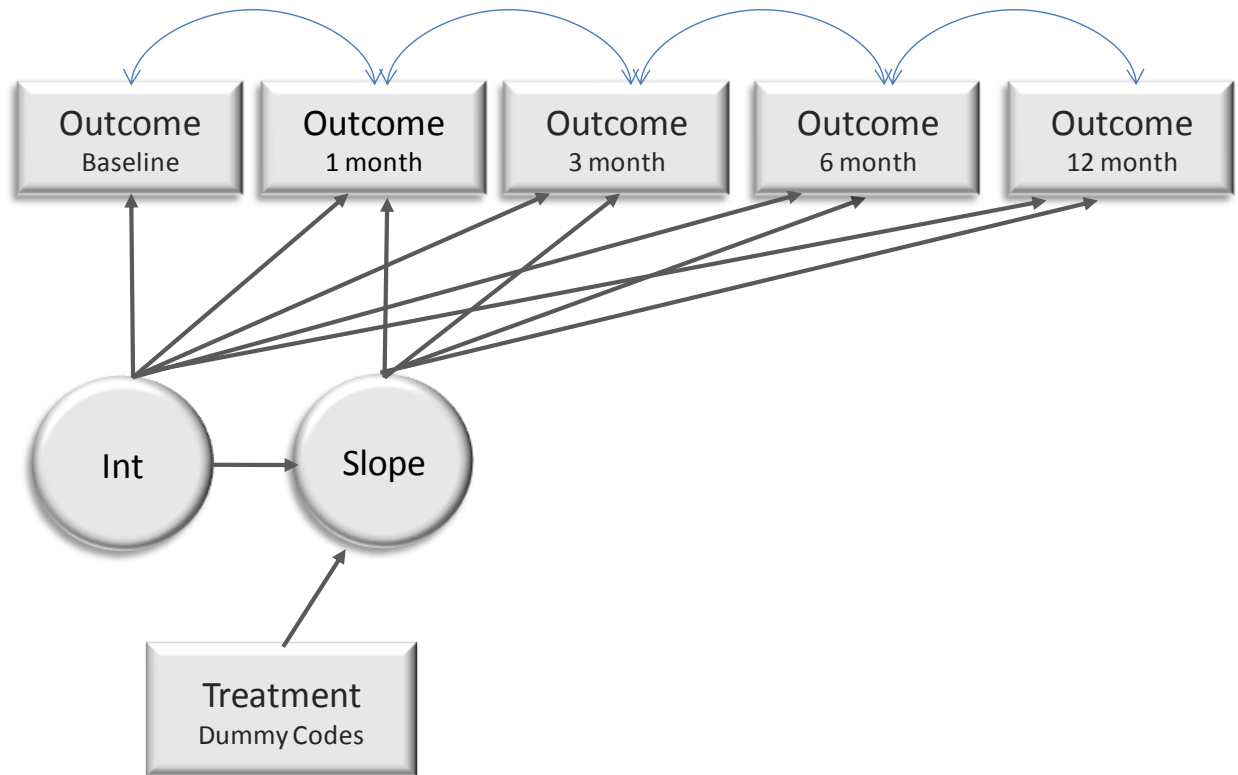 Outcome
Baseline
Outcome
1 month
Outcome
3 month
Outcome
6 month
Outcome
12 month
Int
Slope
Treatment
Dummy Codes